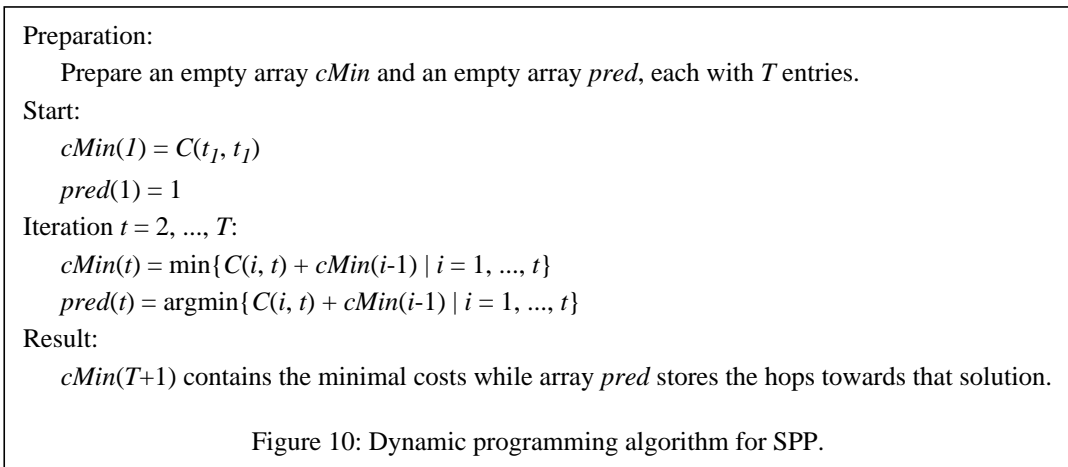 Preparation:
Prepare an empty array cMin and an empty array pred, each with T entries.
Start:
cMin(1) = C(t1, t1)
pred(1) = 1
Iteration t = 2, ..., T:
cMin(t) = min{C(i, t) + cMin(i-1) | i = 1, ..., t}
pred(t) = argmin{C(i, t) + cMin(i-1) | i = 1, ..., t}
Result:
cMin(T+1) contains the minimal costs while array pred stores the hops towards that solution.
Figure 10: Dynamic programming algorithm for SPP.